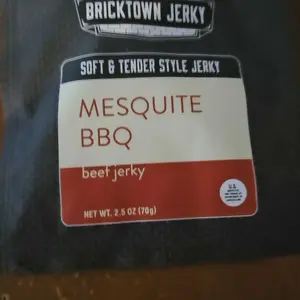 BRICKTOWN JERKY
SOFT & TENDER STYLE JERKY
MESQUITE
BBQ
beef jerky
U.S.
NET WT. 2.5 OZ (70g)